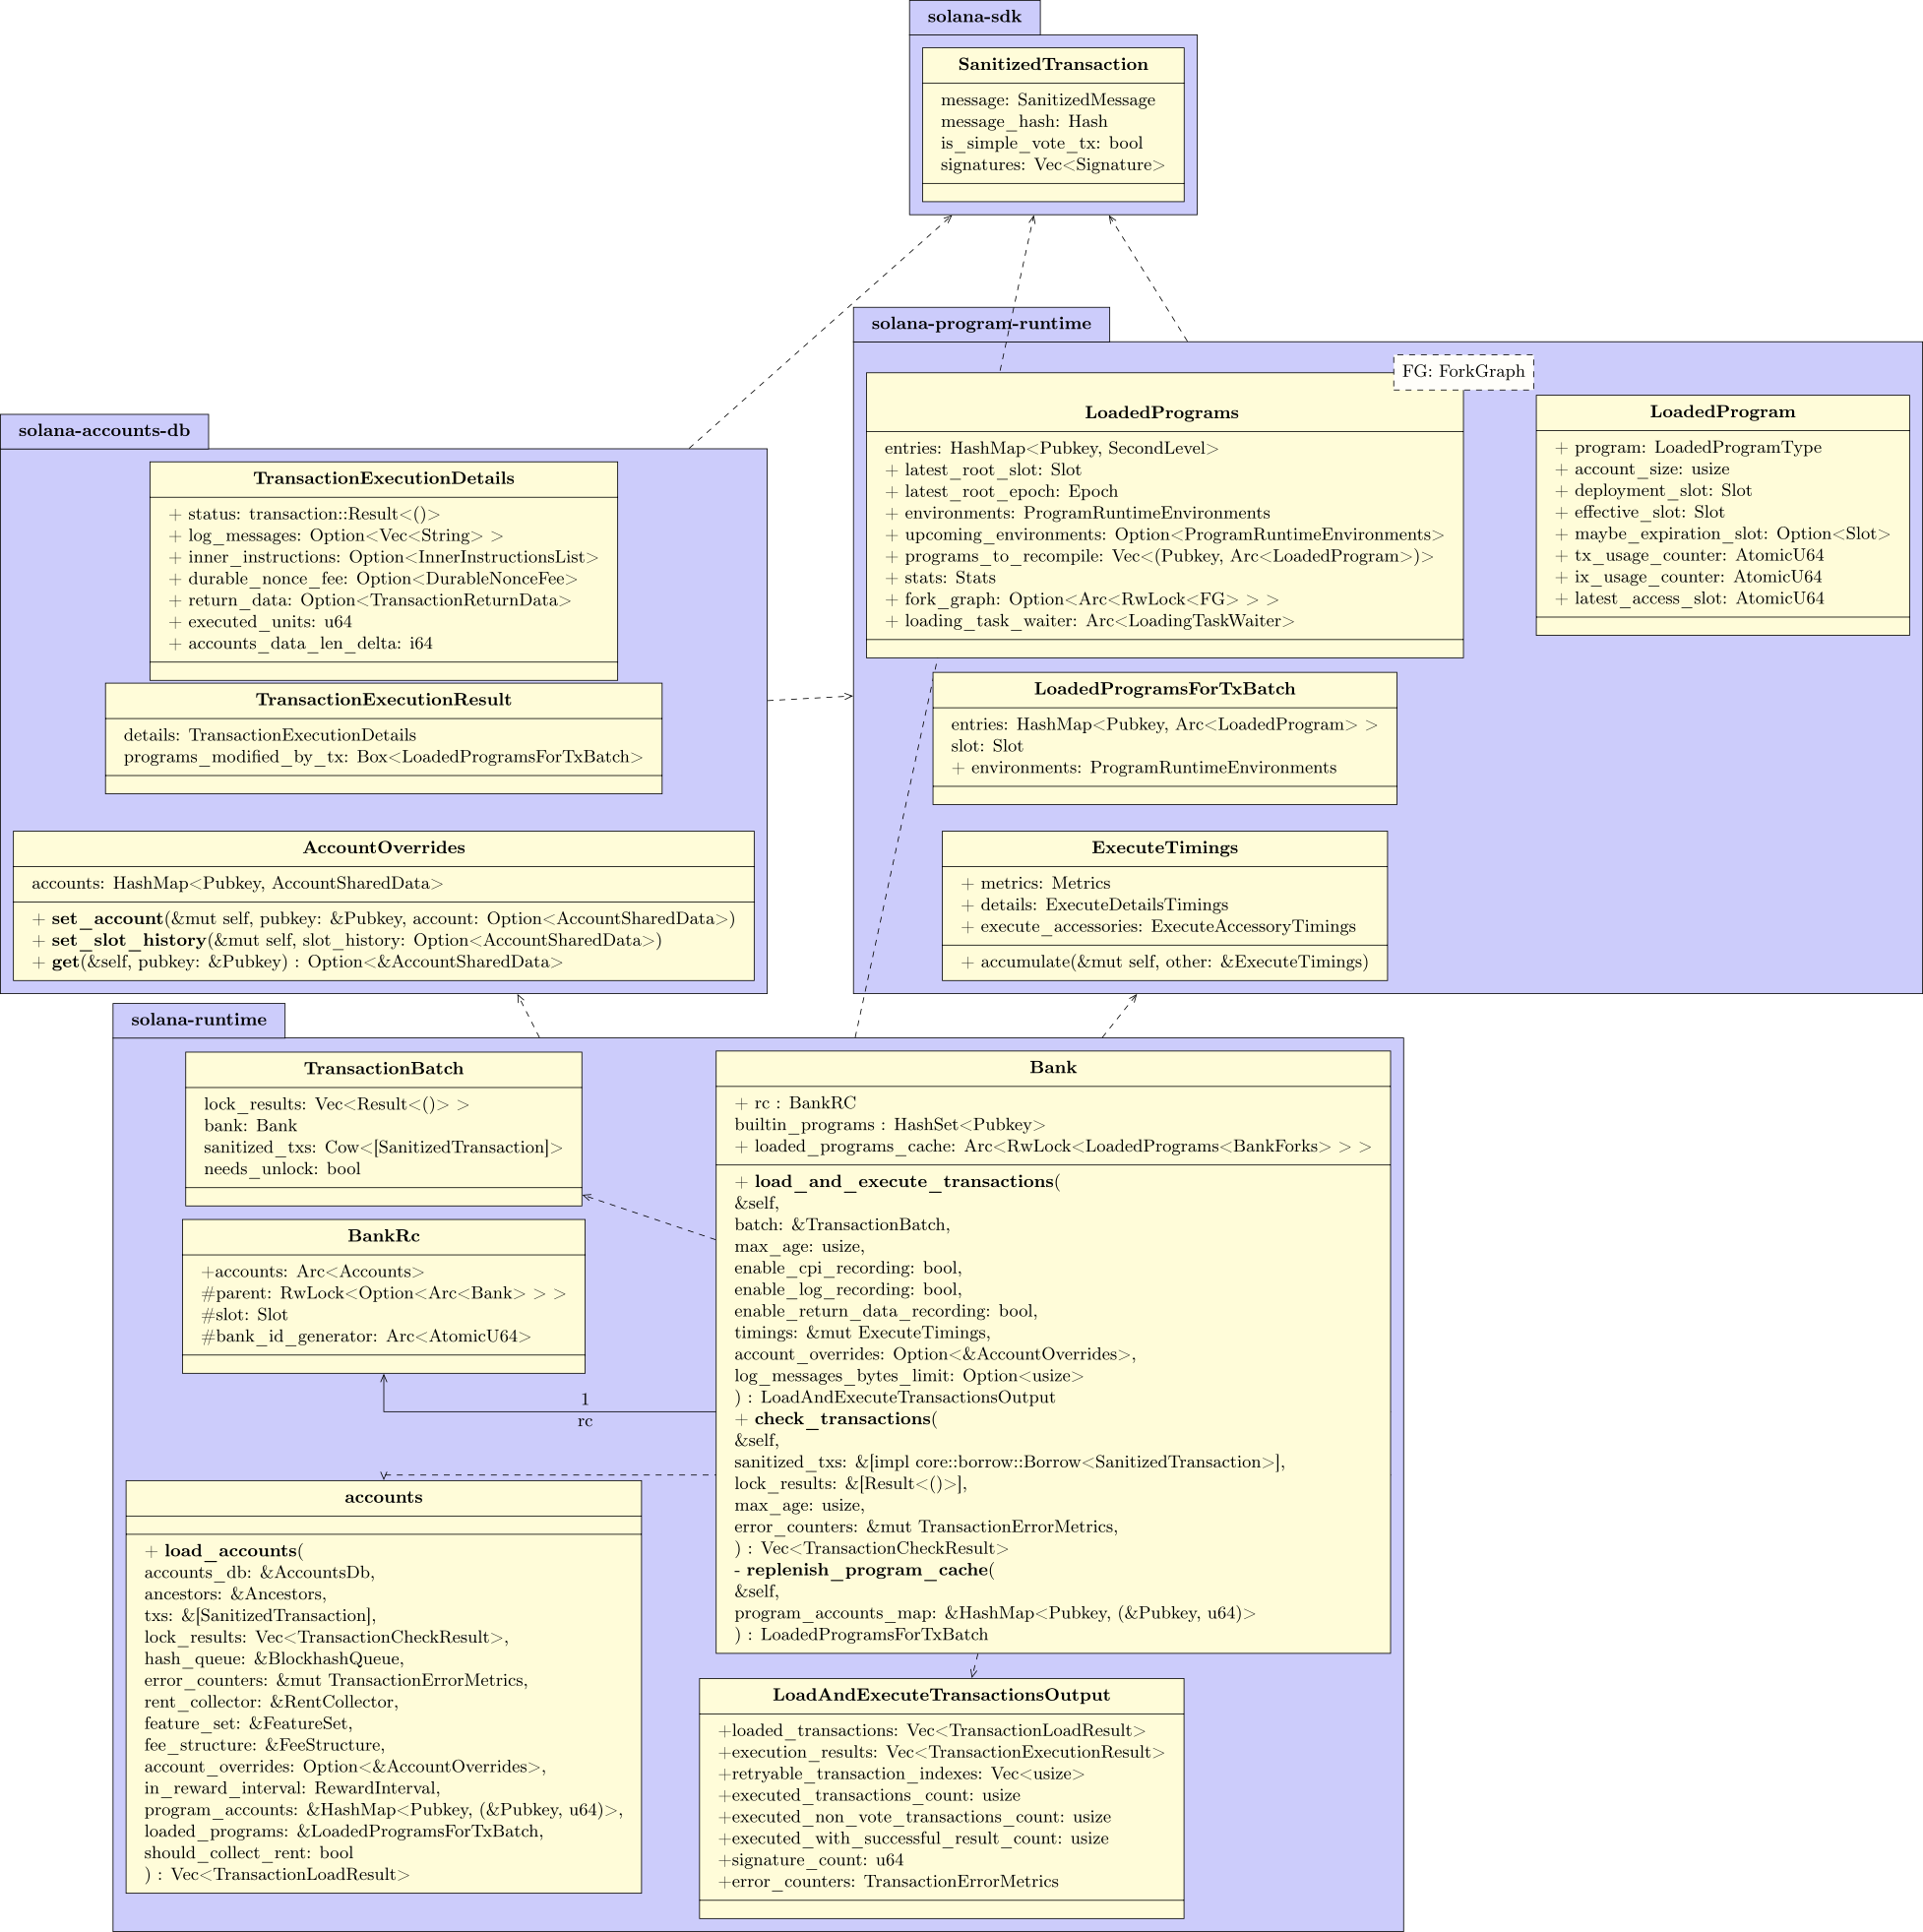 solana-sdk
SanitizedTransaction
message: SanitizedMessage
message_hash: Hash
is_simple_vote_tx: bool
signatures: Vec<Signature>
solana-program-runtime
FG: ForkGraph
LoadedPrograms
entries: HashMap<Pubkey, SecondLevel>
+ latest_root_slot: Slot
+ latest_root_epoch: Epoch
+ environments: ProgramRuntimeEnvironments
+ upcoming_environments: Option<ProgramRuntimeEnvironments>
+ programs_to_recompile: Vec<(Pubkey, Arc<LoadedProgram>)>
+ stats: Stats
+ fork_graph: Option<Arc<RwLock<FG> > >
+ loading_task_waiter: Arc<LoadingTaskWaiter>
LoadedProgram
+ program: LoadedProgramType
+ account_size: usize
+ deployment_slot: Slot
+ effective_slot: Slot
+ maybe_expiration_slot: Option<Slot>
+ tx_usage_counter: AtomicU64
+ ix_usage_counter: AtomicU64
+ latest_access_slot: AtomicU64
LoadedProgramsForTxBatch
entries: HashMap<Pubkey, Arc<LoadedProgram> >
slot: Slot
+ environments: ProgramRuntimeEnvironments
ExecuteTimings
+ metrics: Metrics
+ details: ExecuteDetailsTimings
+ execute_accessories: ExecuteAccessoryTimings
+ accumulate(&mut self, other: &ExecuteTimings)
solana-accounts-db
TransactionExecutionDetails
+ status: transaction::Result<()>
+ log_messages: Option<Vec<String> >
+ inner_instructions: Option<InnerInstructionsList>
+ durable_nonce_fee: Option<DurableNonceFee>
+ return_data: Option<TransactionReturnData>
+ executed_units: u64
+ accounts_data_len_delta: i64
TransactionExecutionResult
details: TransactionExecutionDetails
programs_modified_by_tx: Box<LoadedProgramsForTxBatch>
AccountOverrides
accounts: HashMap<Pubkey, AccountSharedData>
+ set_account(&mut self, pubkey: &Pubkey, account: Option<AccountSharedData>)
+ set_slot_history(&mut self, slot_history: Option<AccountSharedData>)
+ get(&self, pubkey: &Pubkey) : Option<&AccountSharedData>
solana-runtime
TransactionBatch
lock_results: Vec<Result<()> >
bank: Bank
sanitized_txs: Cow<[SanitizedTransaction]>
needs_unlock: bool
BankRc
+accounts: Arc<Accounts>
#parent: RwLock<Option<Arc<Bank> > >
#slot: Slot
#bank_id_generator: Arc<AtomicU64>
1
rc
Bank
+ rc : BankRC
builtin_programs : HashSet<Pubkey>
+ loaded_programs_cache: Arc<RwLock<LoadedPrograms<BankForks> > >
+ load_and_execute_transactions(
&self,
batch: &TransactionBatch,
max_age: usize,
enable_cpi_recording: bool,
enable_log_recording: bool,
enable_return_data_recording: bool,
timings: &mut ExecuteTimings,
account_overrides: Option<&AccountOverrides>,
log_messages_bytes_limit: Option<usize>
) : LoadAndExecuteTransactionsOutput
+ check_transactions(
&self,
sanitized_txs: &[impl core::borrow::Borrow<SanitizedTransaction>],
lock_results: &[Result<()>],
max_age: usize,
error_counters: &mut TransactionErrorMetrics,
) : Vec<TransactionCheckResult>
- replenish_program_cache(
&self,
program_accounts_map: &HashMap<Pubkey, (&Pubkey, u64)>
) : LoadedProgramsForTxBatch
accounts
+ load_accounts(
accounts_db: &AccountsDb,
ancestors: &Ancestors,
txs: &[SanitizedTransaction],
lock_results: Vec<TransactionCheckResult>,
hash_queue: &BlockhashQueue,
error_counters: &mut TransactionErrorMetrics,
rent_collector: &RentCollector,
feature_set: &FeatureSet,
fee_structure: &FeeStructure,
account_overrides: Option<&AccountOverrides>,
in_reward_interval: RewardInterval,
program_accounts: &HashMap<Pubkey, (&Pubkey, u64)>,
loaded_programs: &LoadedProgramsForTxBatch,
should_collect_rent: bool
) : Vec<TransactionLoadResult>
LoadAndExecuteTransactionsOutput
+loaded_transactions: Vec<TransactionLoadResult>
+execution_results: Vec<TransactionExecutionResult>
+retryable_transaction_indexes: Vec<usize>
+executed_transactions_count: usize
+executed_non_vote_transactions_count: usize
+executed_with_successful_result_count: usize
+signature_count: u64
+error_counters: TransactionErrorMetrics